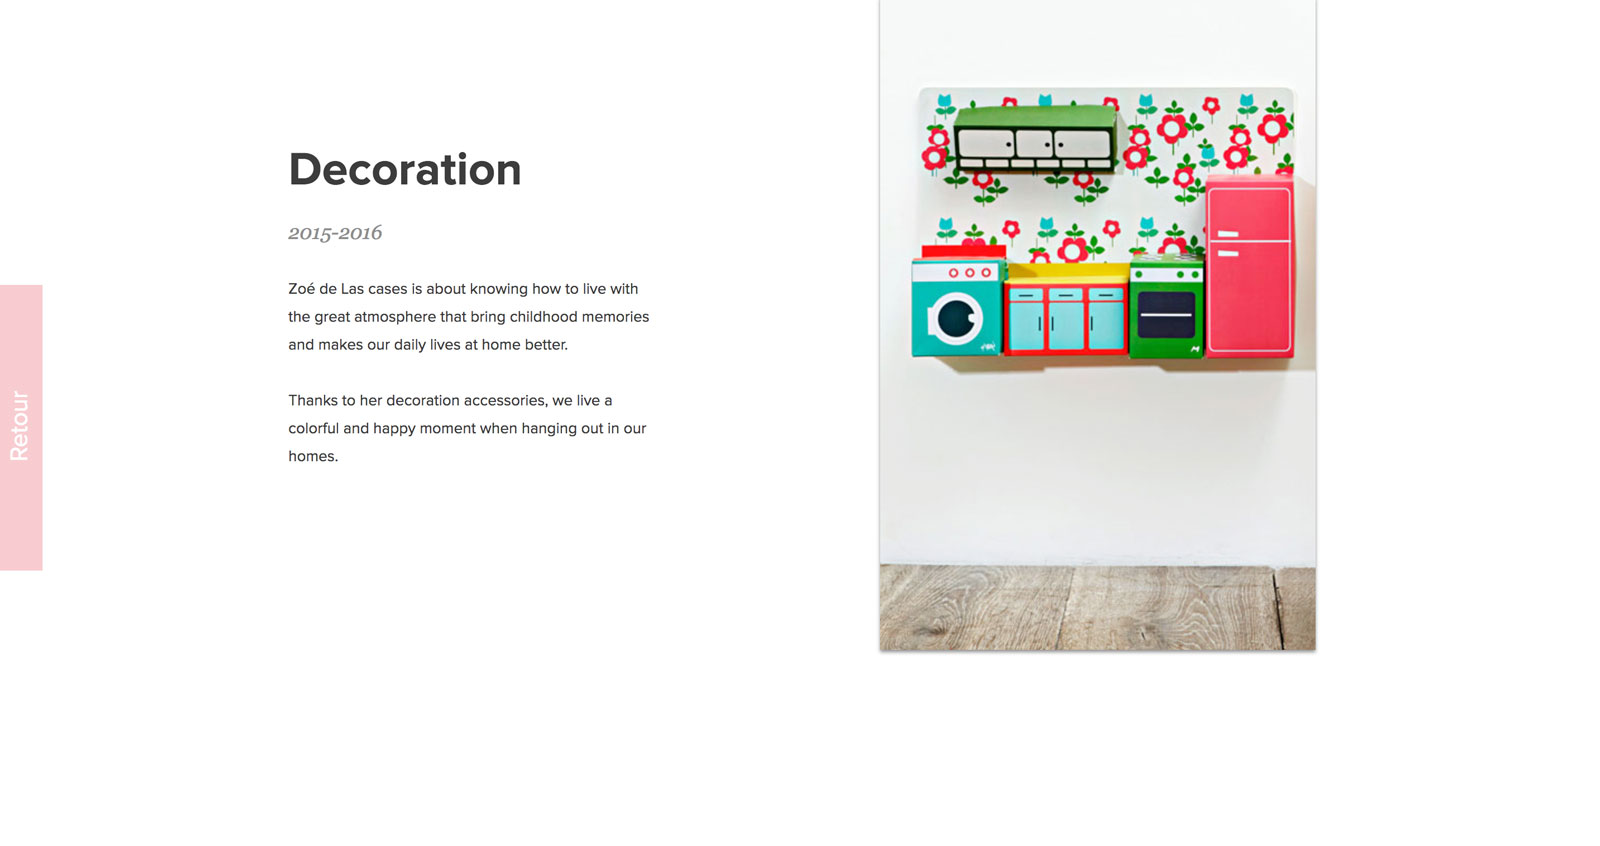 Decoration
2015-2016
Zoé de Las cases is about knowing how to live with
the great atmosphere that bring childhood memories
and makes our daily lives at home better.
Thanks to her decoration accessories, we live a
colorful and happy moment when hanging out in our
homes.
Retour